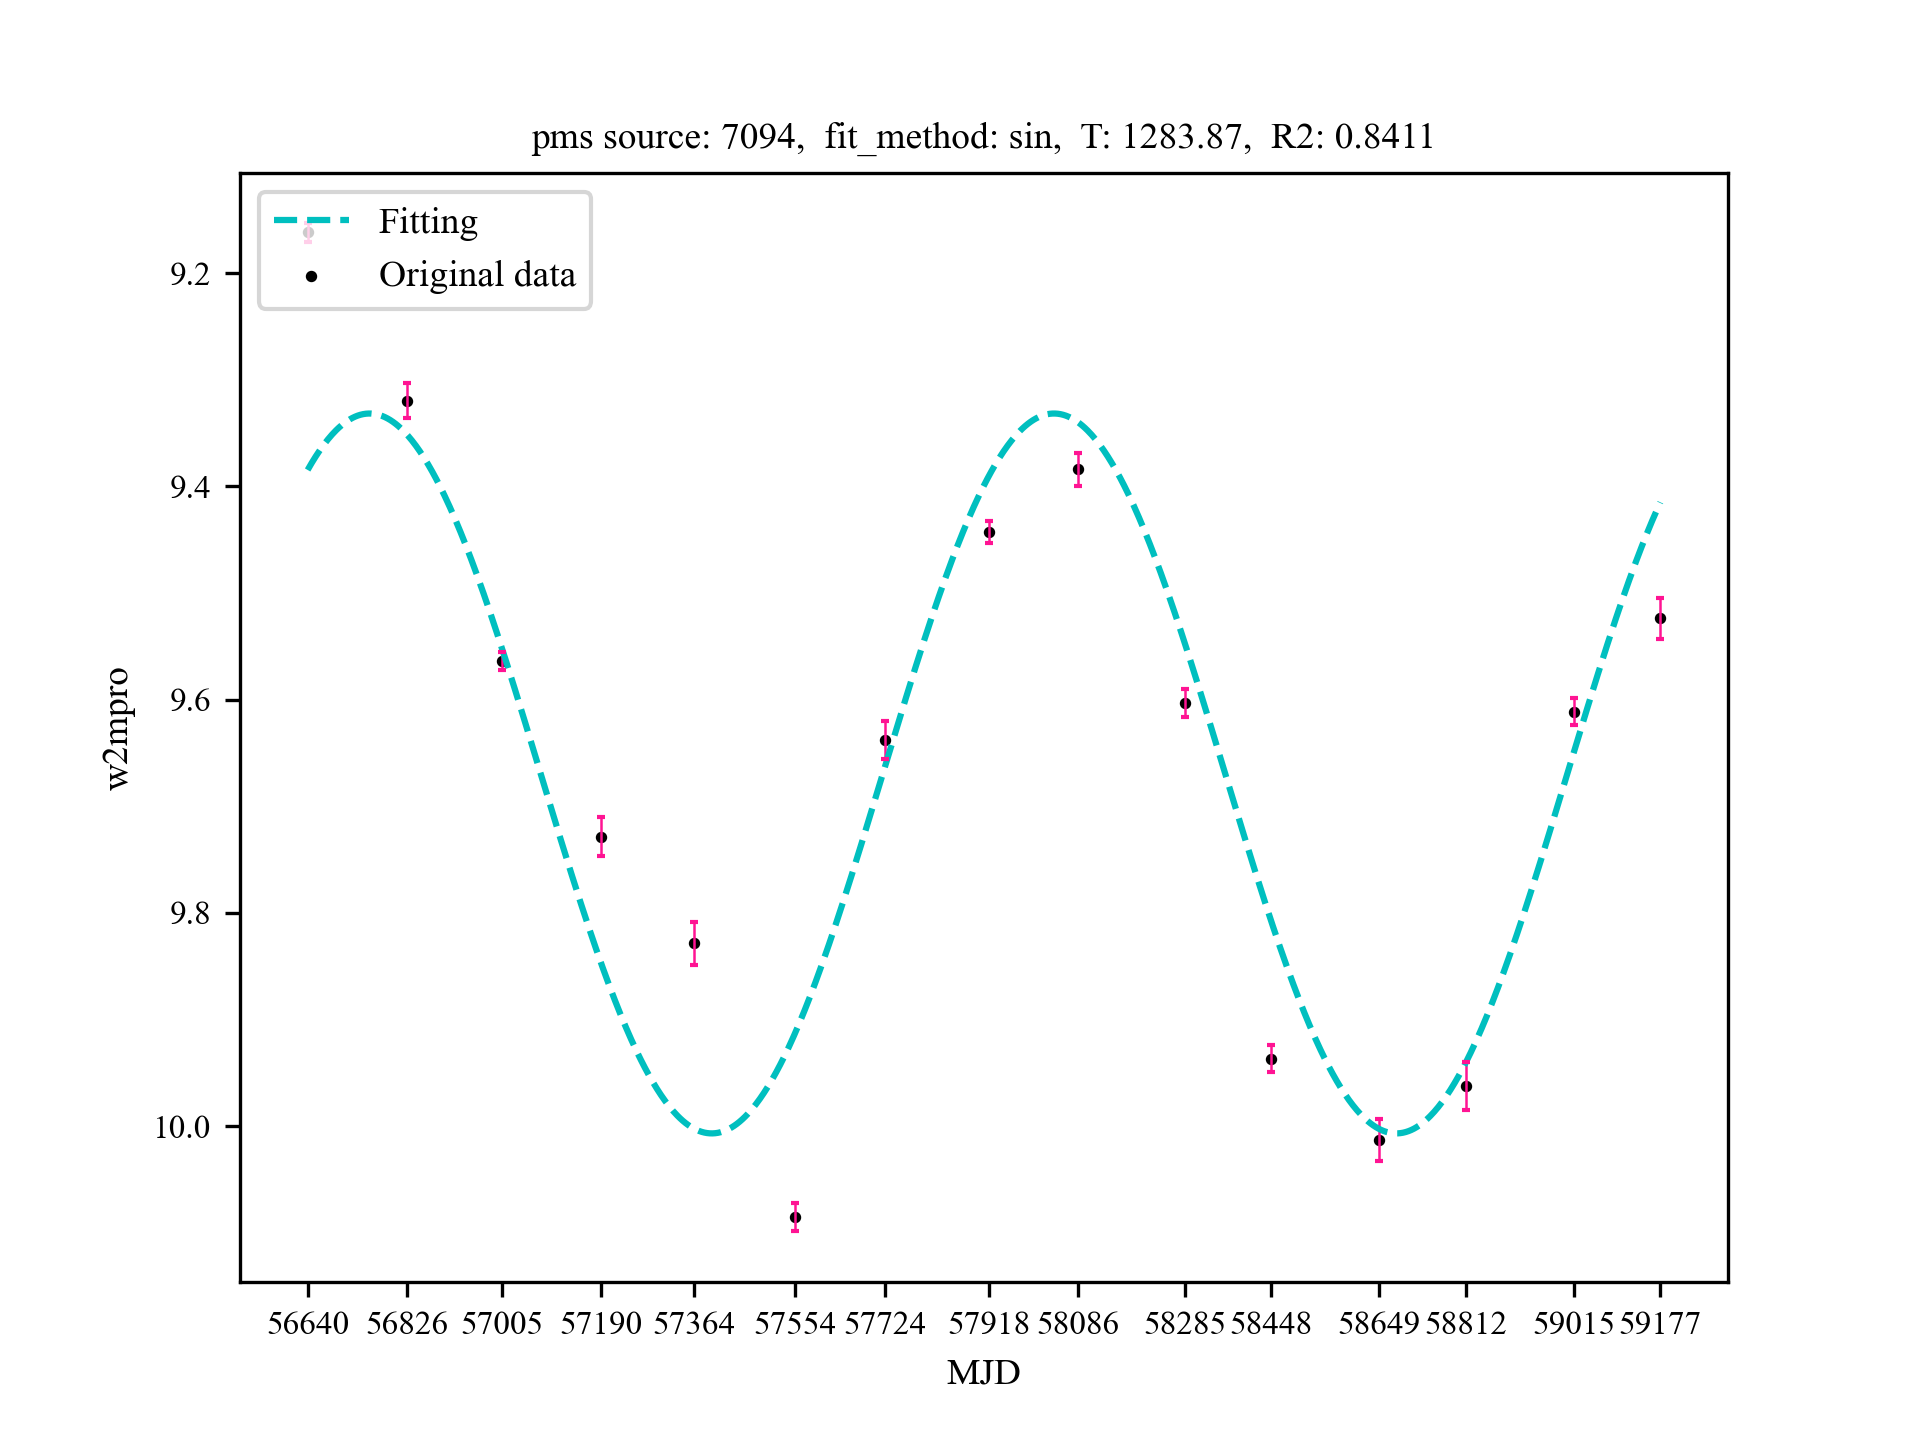 pms source: 7094,  fit_method: sin,  T: 1283.87,  R2: 0.8411
Fitting
Original data
9.2
9.4
9.6
9.8
10.0
w2mpro
56640 56826 57005 57190 57364 57554 57724 57918 58086 58285 58448 58649 58812 59015 59177
MJD